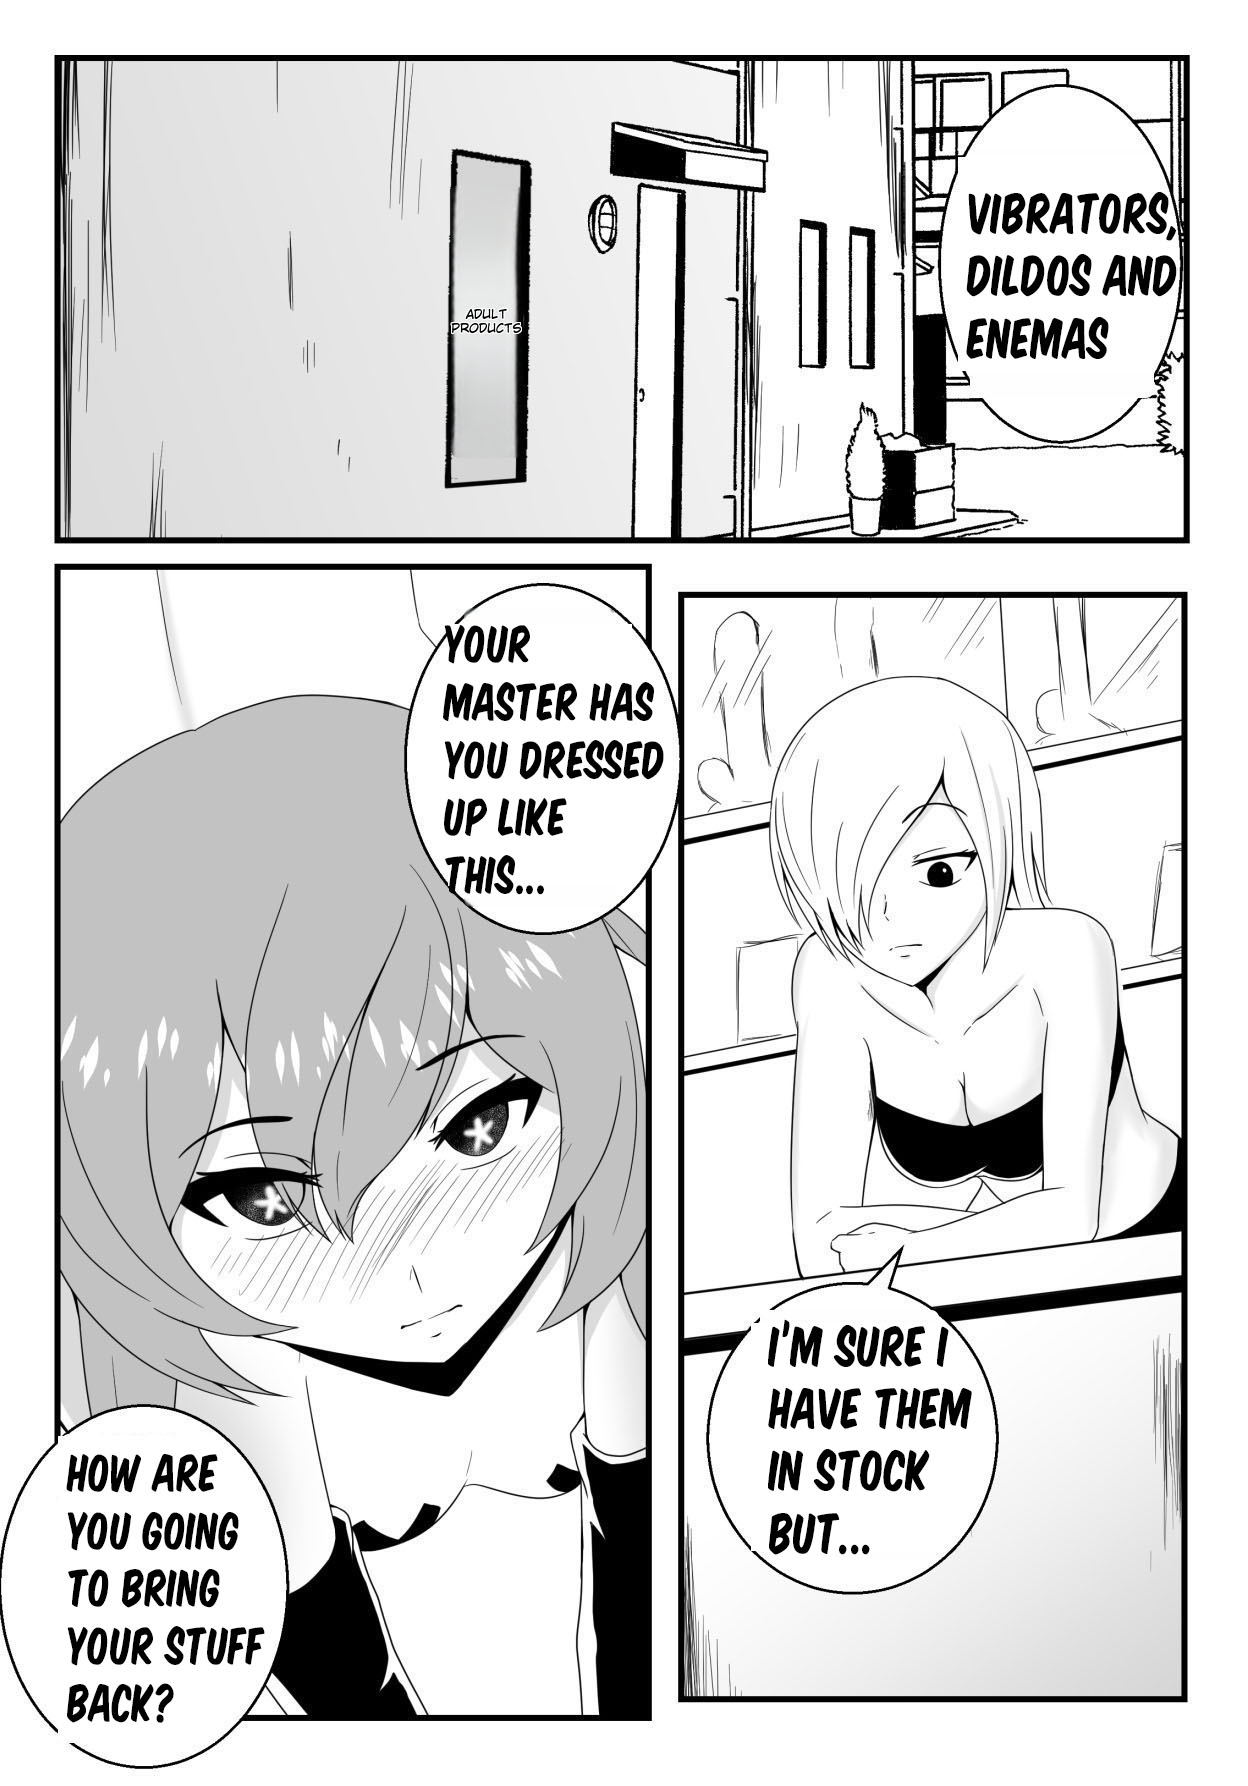 VIBRATORS,
DILDOS AND
ENEMAS
ADULT
PRODUCTS
I'M SURE I
HAVE THEM
IN STOCK
BUT...
YOUR
MASTER HAS
YOU DRESSED
UP LIKE
THIS...
HOW ARE
YOU GOING
TO BRING
YOUR STUFF
BACK?